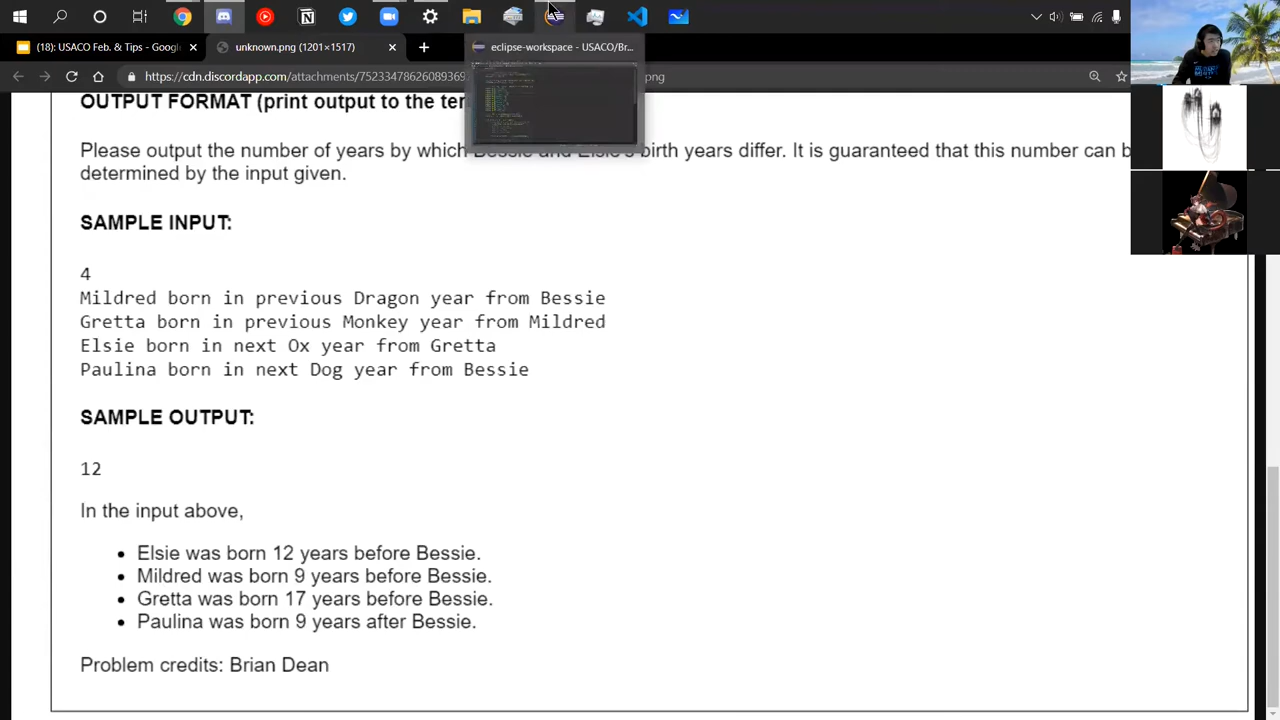 eclipse-workspace - USACO/Br...
(18): USACO Feb. & Tips - Googl
unknown.png (1201×1517)
https://cdn.discordapp.com/attachments/75233478626089369
png
OUTPUT FORMAT (print output to the ter
Please output the number of years by which Bessie and Elsie's birth years differ. It is guaranteed that this number can b
determined by the input given.
SAMPLE INPUT:
4
Mildred born in previous Dragon year from Bessie
Gretta born in previous Monkey year from Mildred
Elsie born in next Ox year from Gretta
Paulina born in next Dog year from Bessie
SAMPLE OUTPUT:
12
In the input above,
• Elsie was born 12 years before Bessie.
• Mildred was born 9 years before Bessie.
• Gretta was born 17 years before Bessie.
• Paulina was born 9 years after Bessie.
Problem credits: Brian Dean